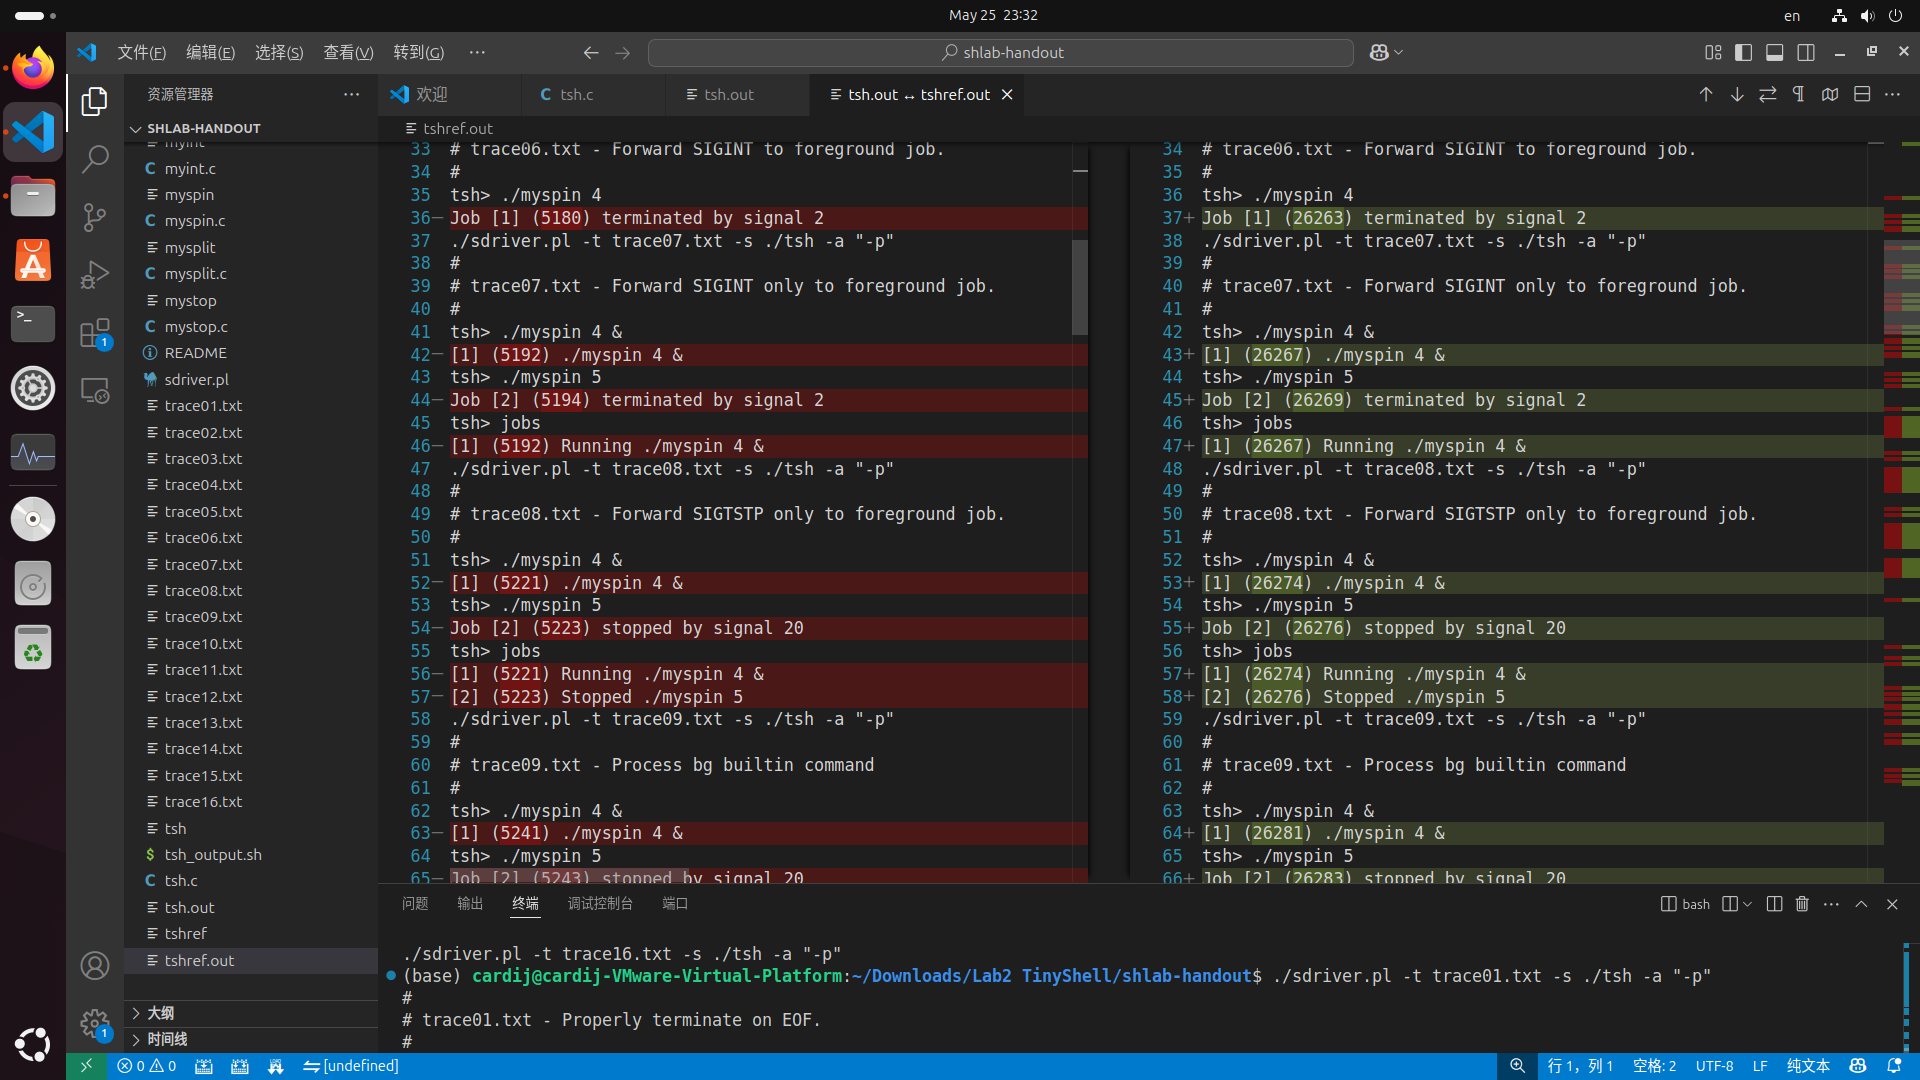 May 25 23:32
en
文件(F) 编辑(E) 选择(S) 查看(V) 转到(G) ···
shlab-handout
资源管理器
欢迎
tsh.c
tsh.out
tsh.out ↔ tshref.out
SHLAB-HANDOUT
tshref.out
myint
myint.c
myspin
myspin.c
mysplit
mysplit.c
mystop
mystop.c
README
sdriver.pl
trace01.txt
trace02.txt
trace03.txt
trace04.txt
trace05.txt
trace06.txt
trace07.txt
trace08.txt
trace09.txt
trace10.txt
trace11.txt
trace12.txt
trace13.txt
trace14.txt
trace15.txt
trace16.txt
tsh
tsh_output.sh
tsh.c
tsh.out
tshref
tshref.out
大纲
时间线
33 # trace06.txt - Forward SIGINT to foreground job.
34 #
35 tsh> ./myspin 4
36— Job [1] (5180) terminated by signal 2
37 ./sdriver.pl -t trace07.txt -s ./tsh -a "-p"
38 #
39 # trace07.txt - Forward SIGINT only to foreground job.
40 #
41 tsh> ./myspin 4 &
42— [1] (5192) ./myspin 4 &
43 tsh> ./myspin 5
44— Job [2] (5194) terminated by signal 2
45 tsh> jobs
46— [1] (5192) Running ./myspin 4 &
47 ./sdriver.pl -t trace08.txt -s ./tsh -a "-p"
48 #
49 # trace08.txt - Forward SIGTSTP only to foreground job.
50 #
51 tsh> ./myspin 4 &
52— [1] (5221) ./myspin 4 &
53 tsh> ./myspin 5
54— Job [2] (5223) stopped by signal 20
55 tsh> jobs
56— [1] (5221) Running ./myspin 4 &
57— [2] (5223) Stopped ./myspin 5
58 ./sdriver.pl -t trace09.txt -s ./tsh -a "-p"
59 #
60 # trace09.txt - Process bg builtin command
61 #
62 tsh> ./myspin 4 &
63— [1] (5241) ./myspin 4 &
64 tsh> ./myspin 5
65— Job [2] (5243) stopped by signal 20
34 # trace06.txt - Forward SIGINT to foreground job.
35 #
36 tsh> ./myspin 4
37+ Job [1] (26263) terminated by signal 2
38 ./sdriver.pl -t trace07.txt -s ./tsh -a "-p"
39 #
40 # trace07.txt - Forward SIGINT only to foreground job.
41 #
42 tsh> ./myspin 4 &
43+ [1] (26267) ./myspin 4 &
44 tsh> ./myspin 5
45+ Job [2] (26269) terminated by signal 2
46 tsh> jobs
47+ [1] (26267) Running ./myspin 4 &
48 ./sdriver.pl -t trace08.txt -s ./tsh -a "-p"
49 #
50 # trace08.txt - Forward SIGTSTP only to foreground job.
51 #
52 tsh> ./myspin 4 &
53+ [1] (26274) ./myspin 4 &
54 tsh> ./myspin 5
55+ Job [2] (26276) stopped by signal 20
56 tsh> jobs
57+ [1] (26274) Running ./myspin 4 &
58+ [2] (26276) Stopped ./myspin 5
59 ./sdriver.pl -t trace09.txt -s ./tsh -a "-p"
60 #
61 # trace09.txt - Process bg builtin command
62 #
63 tsh> ./myspin 4 &
64+ [1] (26281) ./myspin 4 &
65 tsh> ./myspin 5
66+ Job [2] (26283) stopped by signal 20
问题 输出 终端 调试控制台 端口
bash
./sdriver.pl -t trace16.txt -s ./tsh -a "-p"
(base) cardij@cardij-VMware-Virtual-Platform:~/Downloads/Lab2 TinyShell/shlab-handout$ ./sdriver.pl -t trace01.txt -s ./tsh -a "-p"
#
# trace01.txt - Properly terminate on EOF.
#
0 0
[undefined]
行 1，列 1
空格: 2
UTF-8
LF
纯文本
1
1